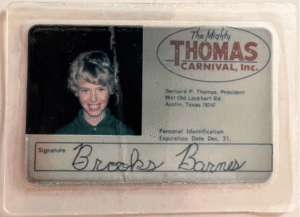 The Mighty
THOMAS
CARNIVAL, Inc.
Bernard P. Thomas, President
Old Lockhart Rd.
Austin, Texas 78747
Personal Identification
Expiration Date Dec. 31,
Signature
Brooks Barnes